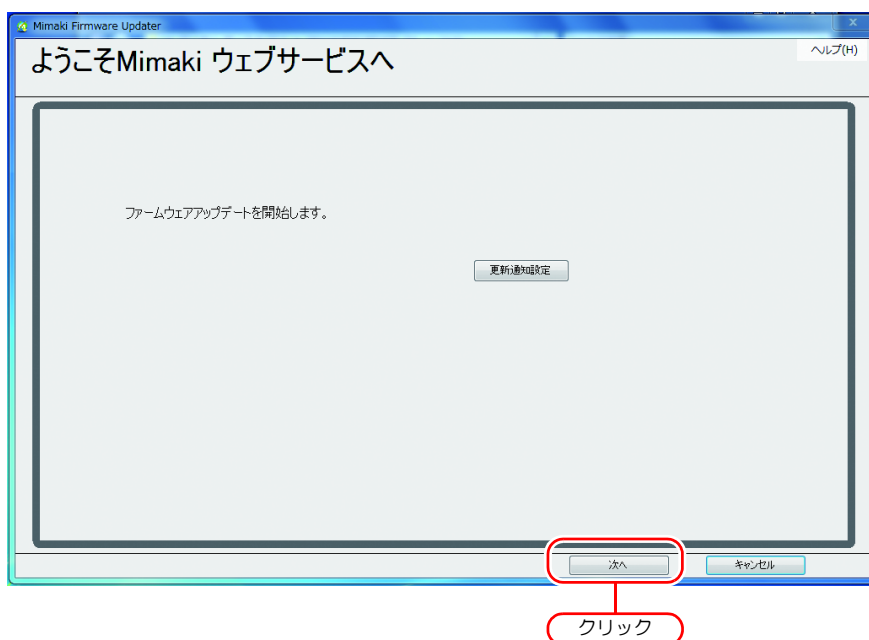 Mimaki Firmware Updater
ようこそMimaki ウェブサービスへ
ヘルプ(H)
ファームウェアアップデートを開始します。
更新通知設定
次へ
キャンセル
クリック